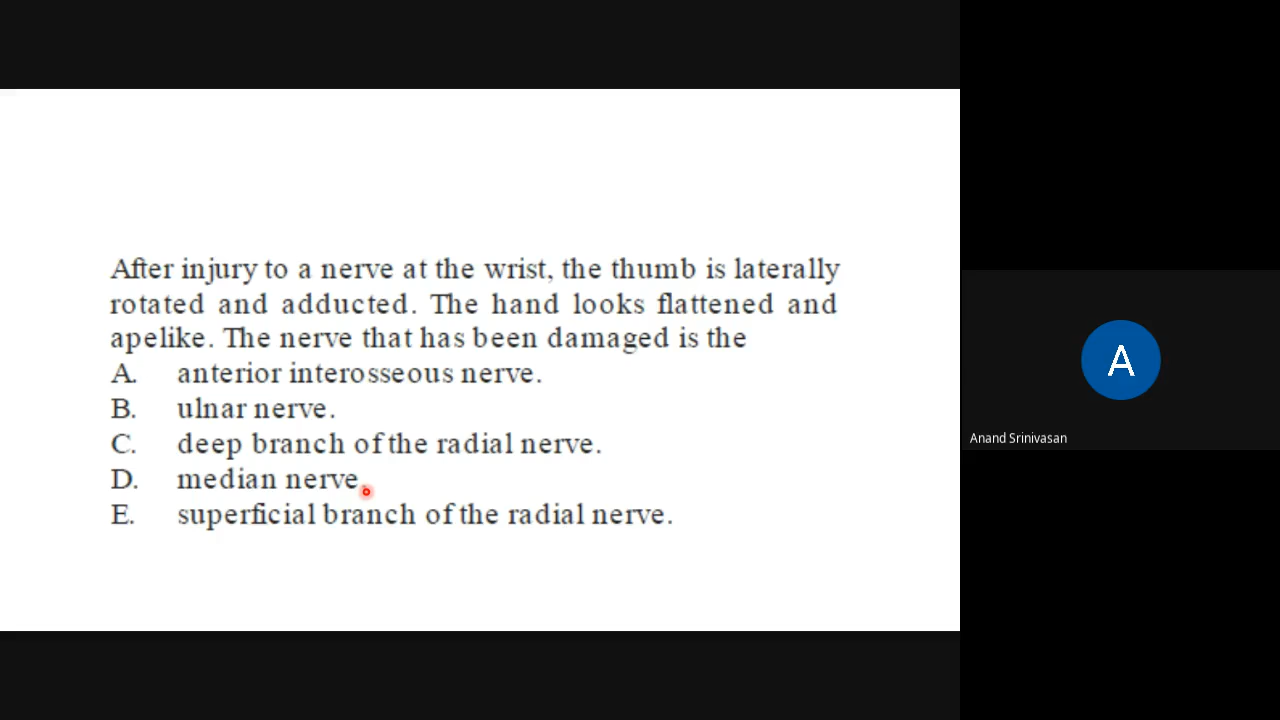 After injury to a nerve at the wrist, the thumb is laterally
rotated and adducted. The hand looks flattened and
apelike. The nerve that has been damaged is the
A. anterior interosseous nerve.
B. ulnar nerve.
C. deep branch of the radial nerve.
D. median nerve.
E. superficial branch of the radial nerve.
A
Anand Srinivasan